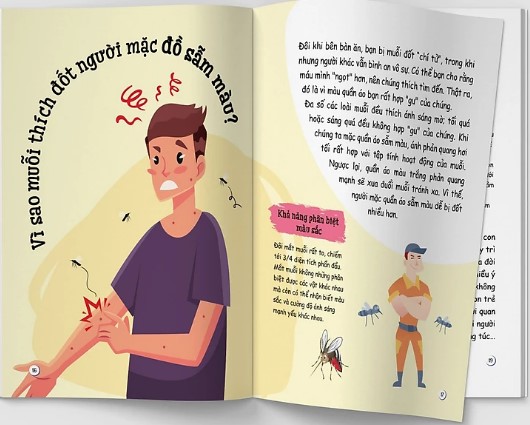 Vì sao muỗi thích đốt người mặc đồ sẫm màu?
Đôi khi bên bàn ăn, bạn bị muỗi đốt "chí tử", trong khi
những người khác vẫn bình an vô sự. Có thể bạn cho rằng
máu mình "ngọt" hơn, nên chúng thích tìm đến. Thật ra,
đó là vì màu quần áo bạn rất hợp "gu" của chúng.
Đa số các loài muỗi đều thích ánh sáng mờ; tối quá
hoặc sáng quá đều không hợp "gu" của chúng. Khi
chúng ta mặc quần áo sẫm màu, ánh phản quang hơi
tối rất hợp với tập tính hoạt động của muỗi.
Ngược lại, quần áo màu trắng phản quang
mạnh sẽ xua đuổi muỗi tránh xa. Vì thế,
người mặc quần áo sẫm màu dễ bị đốt
nhiều hơn.
Khả năng phân biệt
màu sắc
Đôi mắt muỗi rất to, chiếm
tới 3/4 diện tích phần đầu.
Mắt muỗi không những phân
biệt được các vật khác nhau
mà còn có thể nhận biết màu
sắc và cường độ ánh sáng
mạnh yếu khác nhau.
con
trì
đời
ý
trẻ
quan
người
tác...